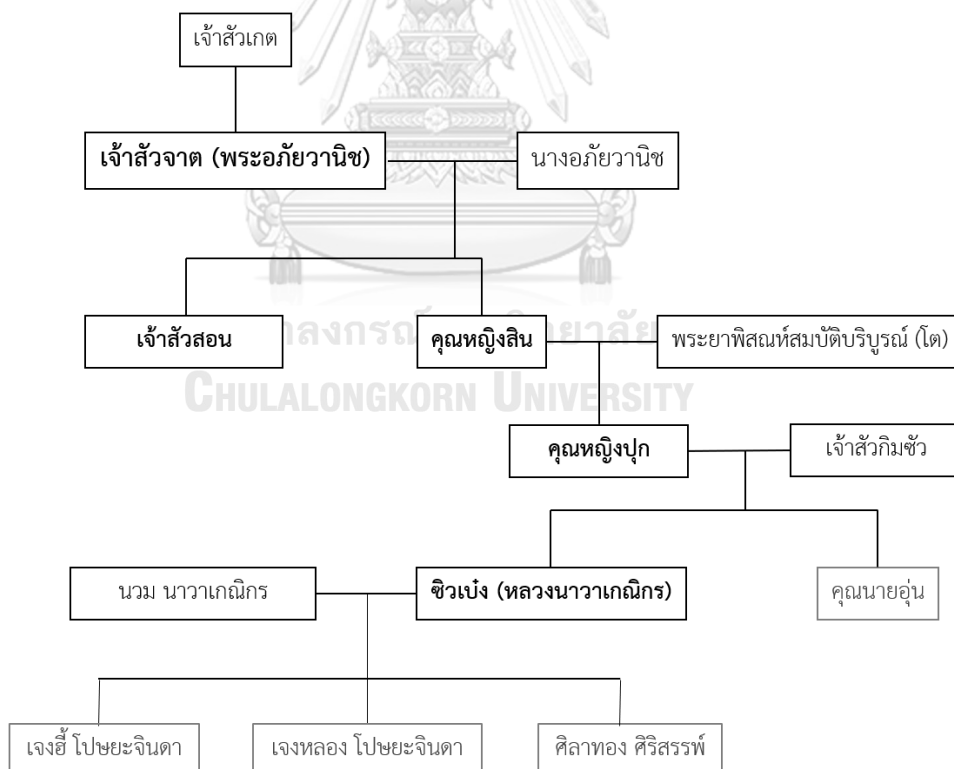 เจ้าสัวเกต
เจ้าสัวจาต (พระอภัยวานิช)
นางอภัยวานิช
เจ้าสัวสอน
คุณหญิงสิน
พระยาพิสณห์สมบัติบริบูรณ์ (โต)
CHULALONGKORN UNIVERSITY
คุณหญิงปุก
เจ้าสัวกิมซัว
นวม นาวาเกณิกร
ซิวเบ๋ง (หลวงนาวาเกณิกร)
คุณนายอุ่น
เจงฮี้ โปษยะจินดา
เจงหลอง โปษยะจินดา
ศิลาทอง ศิริสรรพ์